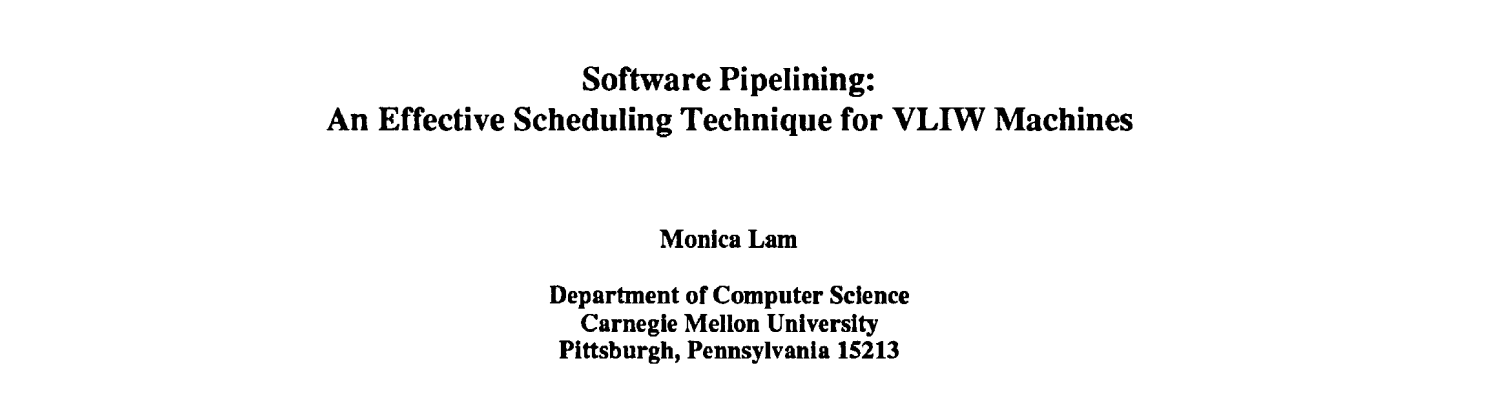 Software Pipelining:
An Effective Scheduling Technique for VLIW Machines
Monica Lam
Department of Computer Science
Carnegie Mellon University
Pittsburgh, Pennsylvania 15213